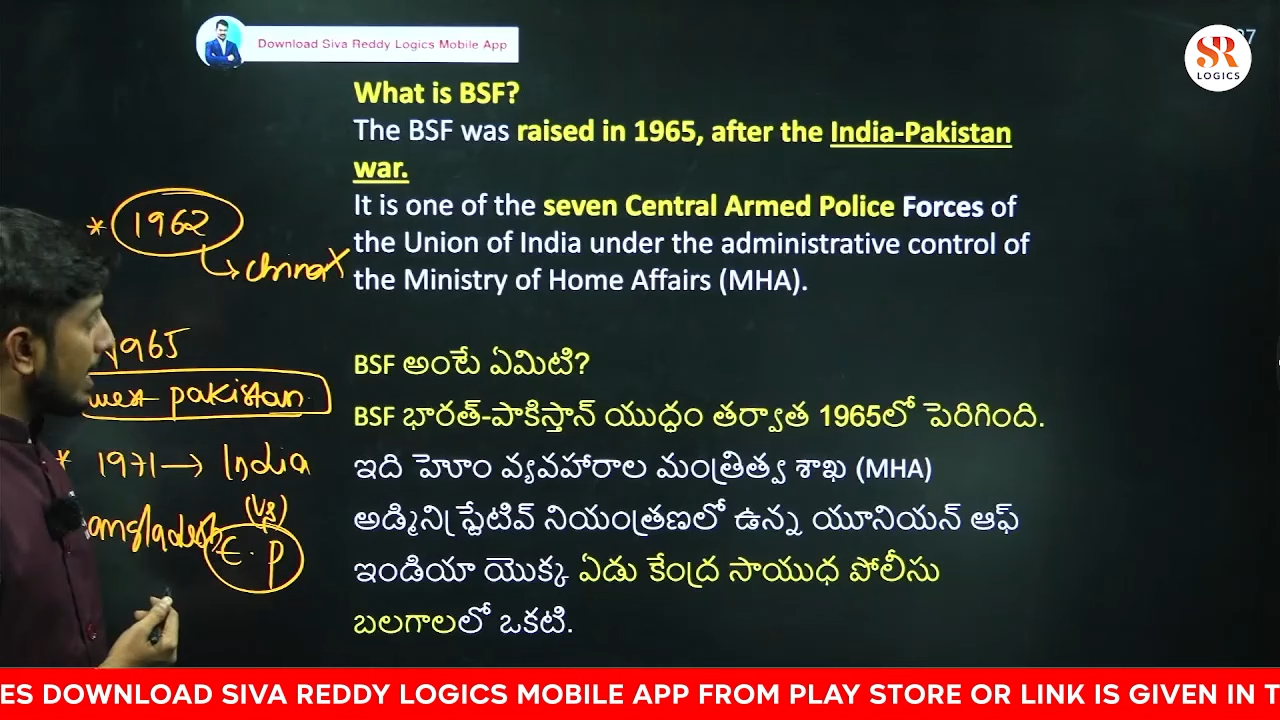 Download Siva Reddy Logics Mobile App
SR
LOGICS
What is BSF?
The BSF was raised in 1965, after the India-Pakistan
war.
It is one of the seven Central Armed Police Forces of
the Union of India under the administrative control of
the Ministry of Home Affairs (MHA).
* 1962
China X
1965
west pakistan
* 1971 → India
(Vs)
angladesh E. P
BSF అంటే ఏమిటి?
BSF భారత్-పాకిస్తాన్ యుద్ధం తర్వాత 1965లో పెరిగింది.
ఇది హెూం వ్యవహారాల మంత్రిత్వ శాఖ (MHA)
అడ్మినిస్ట్రేటివ్ నియంత్రణలో ఉన్న యూనియన్ ఆఫ్
ఇండియా యొక్క ఏడు కేంద్ర సాయుధ పోలీసు
బలగాలలో ఒకటి.
ES DOWNLOAD SIVA REDDY LOGICS MOBILE APP FROM PLAY STORE OR LINK IS GIVEN IN T